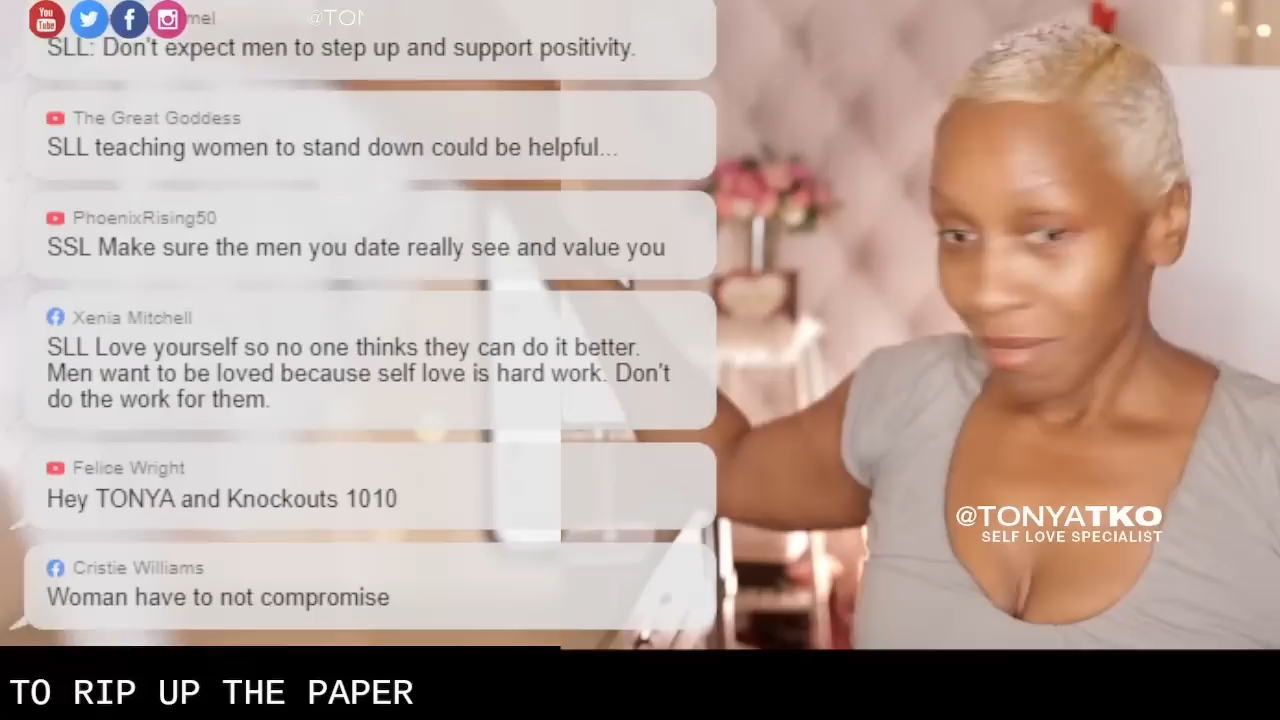 You
Tube
mel
@TON
SLL: Don't expect men to step up and support positivity.
The Great Goddess
SLL teaching women to stand down could be helpful...
PhoenixRising50
SSL Make sure the men you date really see and value you
Xenia Mitchell
SLL Love yourself so no one thinks they can do it better.
Men want to be loved because self love is hard work. Don't
do the work for them.
Felice Wright
Hey TONYA and Knockouts 1010
Cristie Williams
Woman have to not compromise
@TONYATKO
SELF LOVE SPECIALIST
TO RIP UP THE PAPER